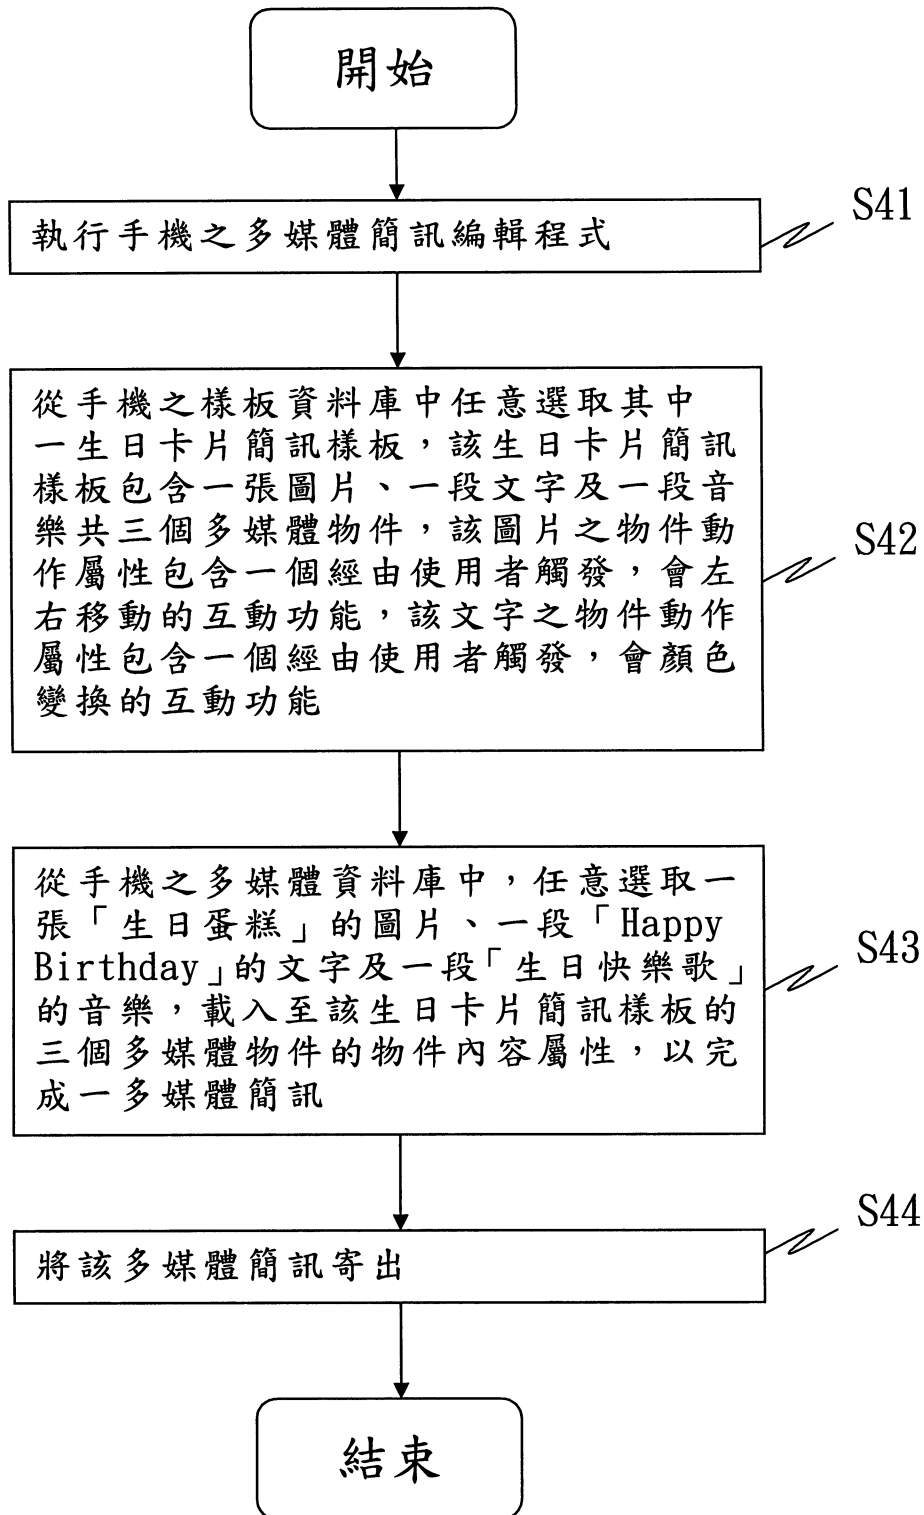 開始
S41
執行手機之多媒體簡訊編輯程式
從手機之樣板資料庫中任意選取其中
一生日卡片簡訊樣板，該生日卡片簡訊
樣板包含一張圖片、一段文字及一段音
樂共三個多媒體物件，該圖片之物件動
作屬性包含一個經由使用者觸發，會左
右移動的互動功能，該文字之物件動作
屬性包含一個經由使用者觸發，會顏色
變換的互動功能
S42
從手機之多媒體資料庫中，任意選取一
張「生日蛋糕」的圖片、一段「Happy
Birthday」的文字及一段「生日快樂歌」
的音樂，載入至該生日卡片簡訊樣板的
三個多媒體物件的物件內容屬性，以完
成一多媒體簡訊
S43
將該多媒體簡訊寄出
S44
結束